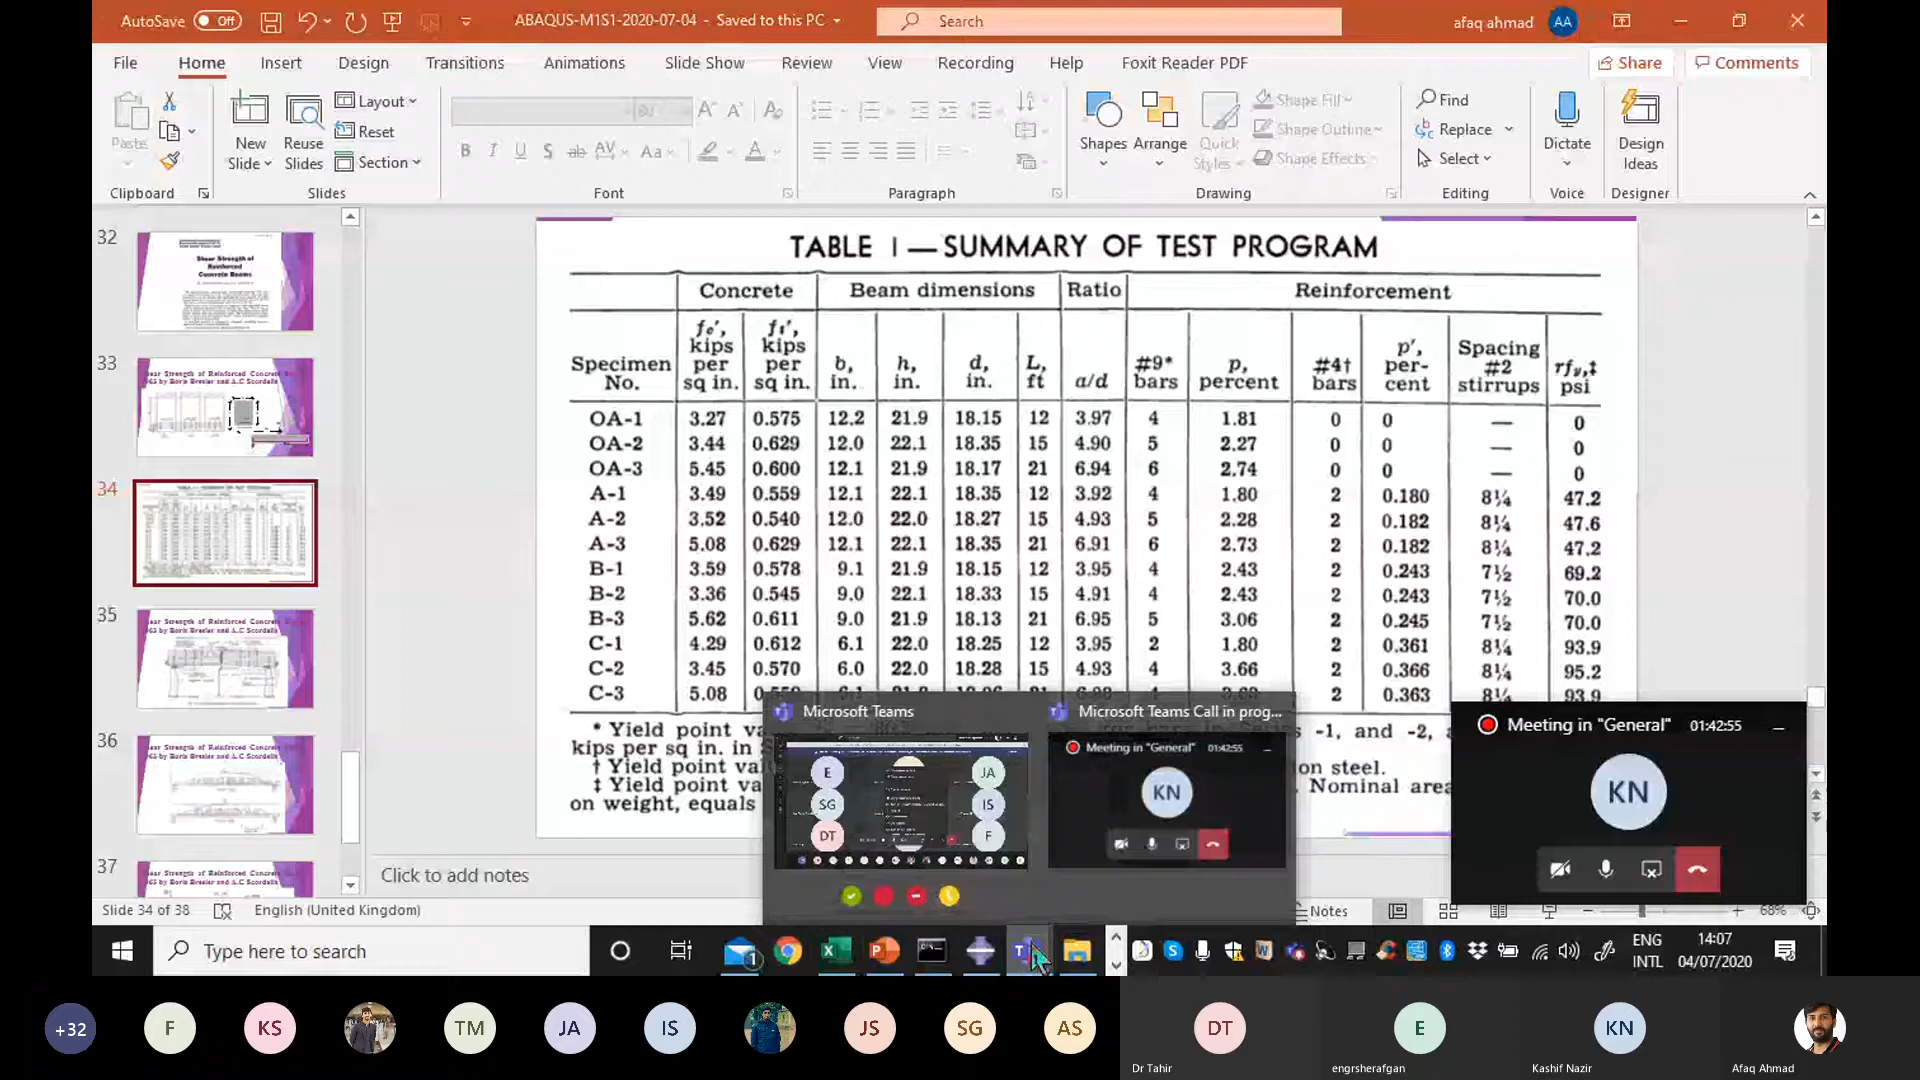 AutoSave Off
ABAQUS-M1S1-2020-07-04 - Saved to this PC
Search
afaq ahmad AA
File Home Insert Design Transitions Animations Slide Show Review View Recording Help Foxit Reader PDF Share Comments
Paste
New Slide
Reuse Slides
Layout
Reset
Section
Shapes
Arrange
Quick Styles
Shape Fill
Shape Outline
Shape Effects
Find
Replace
Select
Dictate
Design Ideas
Clipboard Slides Font Paragraph Drawing Editing Voice Designer
32
Shear Strength of
Reinforced
Concrete Beams
33
34
35
36
37
TABLE I — SUMMARY OF TEST PROGRAM
Concrete Beam dimensions Ratio Reinforcement
Specimen No. fc′, kips per sq in. ft′, kips per sq in. b, in. h, in. d, in. L, ft a/d #9* bars p, percent #4† bars p′, per-cent Spacing #2 stirrups rfy,‡ psi
OA-1 3.27 0.575 12.2 21.9 18.15 12 3.97 4 1.81 0 0 — 0
OA-2 3.44 0.629 12.0 22.1 18.35 15 4.90 5 2.27 0 0 — 0
OA-3 5.45 0.600 12.1 21.9 18.17 21 6.94 6 2.74 0 0 — 0
A-1 3.49 0.559 12.1 22.1 18.35 12 3.92 4 1.80 2 0.180 8¼ 47.2
A-2 3.52 0.540 12.0 22.0 18.27 15 4.93 5 2.28 2 0.182 8¼ 47.6
A-3 5.08 0.629 12.1 22.1 18.35 21 6.91 6 2.73 2 0.182 8¼ 47.2
B-1 3.59 0.578 9.1 21.9 18.15 12 3.95 4 2.43 2 0.243 7½ 69.2
B-2 3.36 0.545 9.0 22.1 18.33 15 4.91 4 2.43 2 0.243 7½ 70.0
B-3 5.62 0.611 9.0 21.9 18.13 21 6.95 5 3.06 2 0.245 7½ 70.0
C-1 4.29 0.612 6.1 22.0 18.25 12 3.95 2 1.80 2 0.361 8¼ 93.9
C-2 3.45 0.570 6.0 22.0 18.28 15 4.93 4 3.66 2 0.366 8¼ 95.2
C-3 5.08 2 0.363 8¼ 93.9
* Yield point -1, and -2,
kips per sq in. in
† Yield point on steel.
‡ Yield point Nominal
on weight, equals
Microsoft Teams
Microsoft Teams Call in prog...
E JA
SG IS
DT F
Meeting in "General" 01:42:55
KN
Meeting in "General" 01:42:55
KN
Click to add notes
Slide 34 of 38 English (United Kingdom) Notes 68%
Type here to search
ENG
INTL
14:07
04/07/2020
+32 F KS TM JA IS JS SG AS DT E KN
Dr Tahir engrsherafgan Kashif Nazir Afaq Ahmad